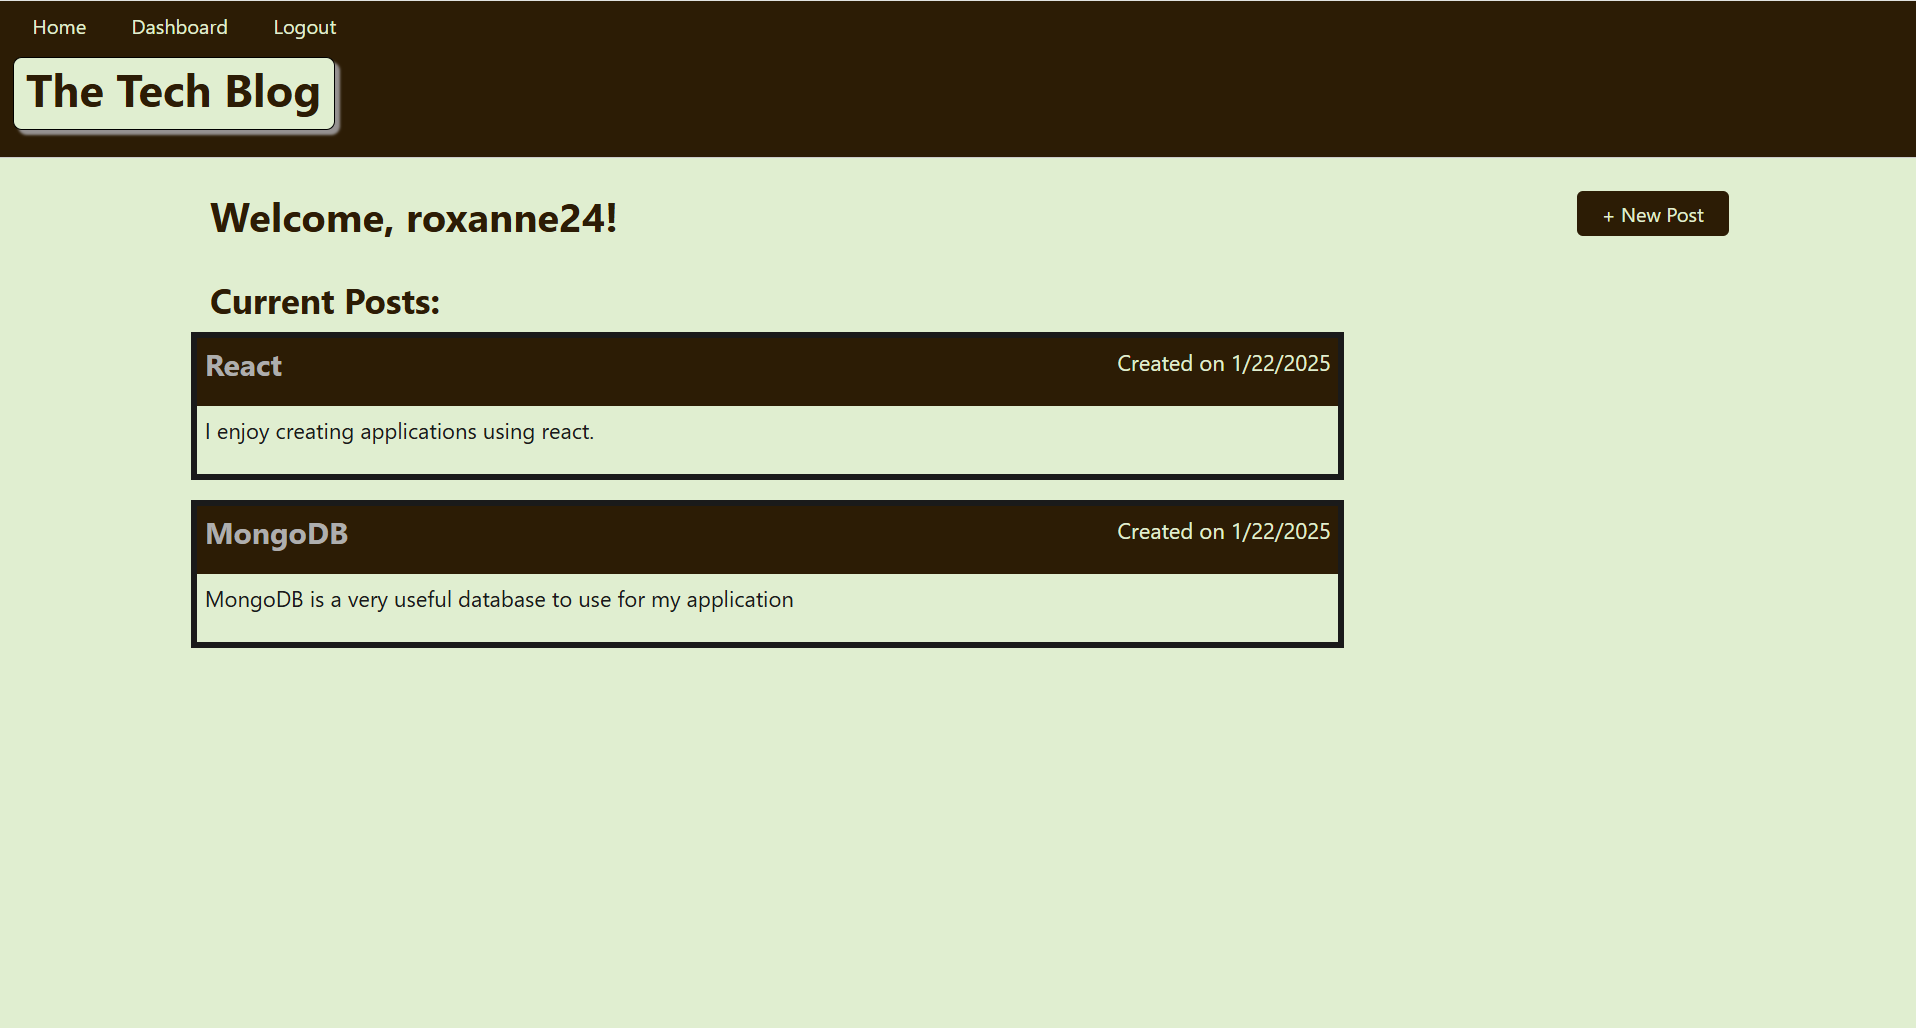 Home Dashboard Logout
The Tech Blog
Welcome, roxanne24!
+ New Post
Current Posts:
React
Created on 1/22/2025
I enjoy creating applications using react.
MongoDB
Created on 1/22/2025
MongoDB is a very useful database to use for my application